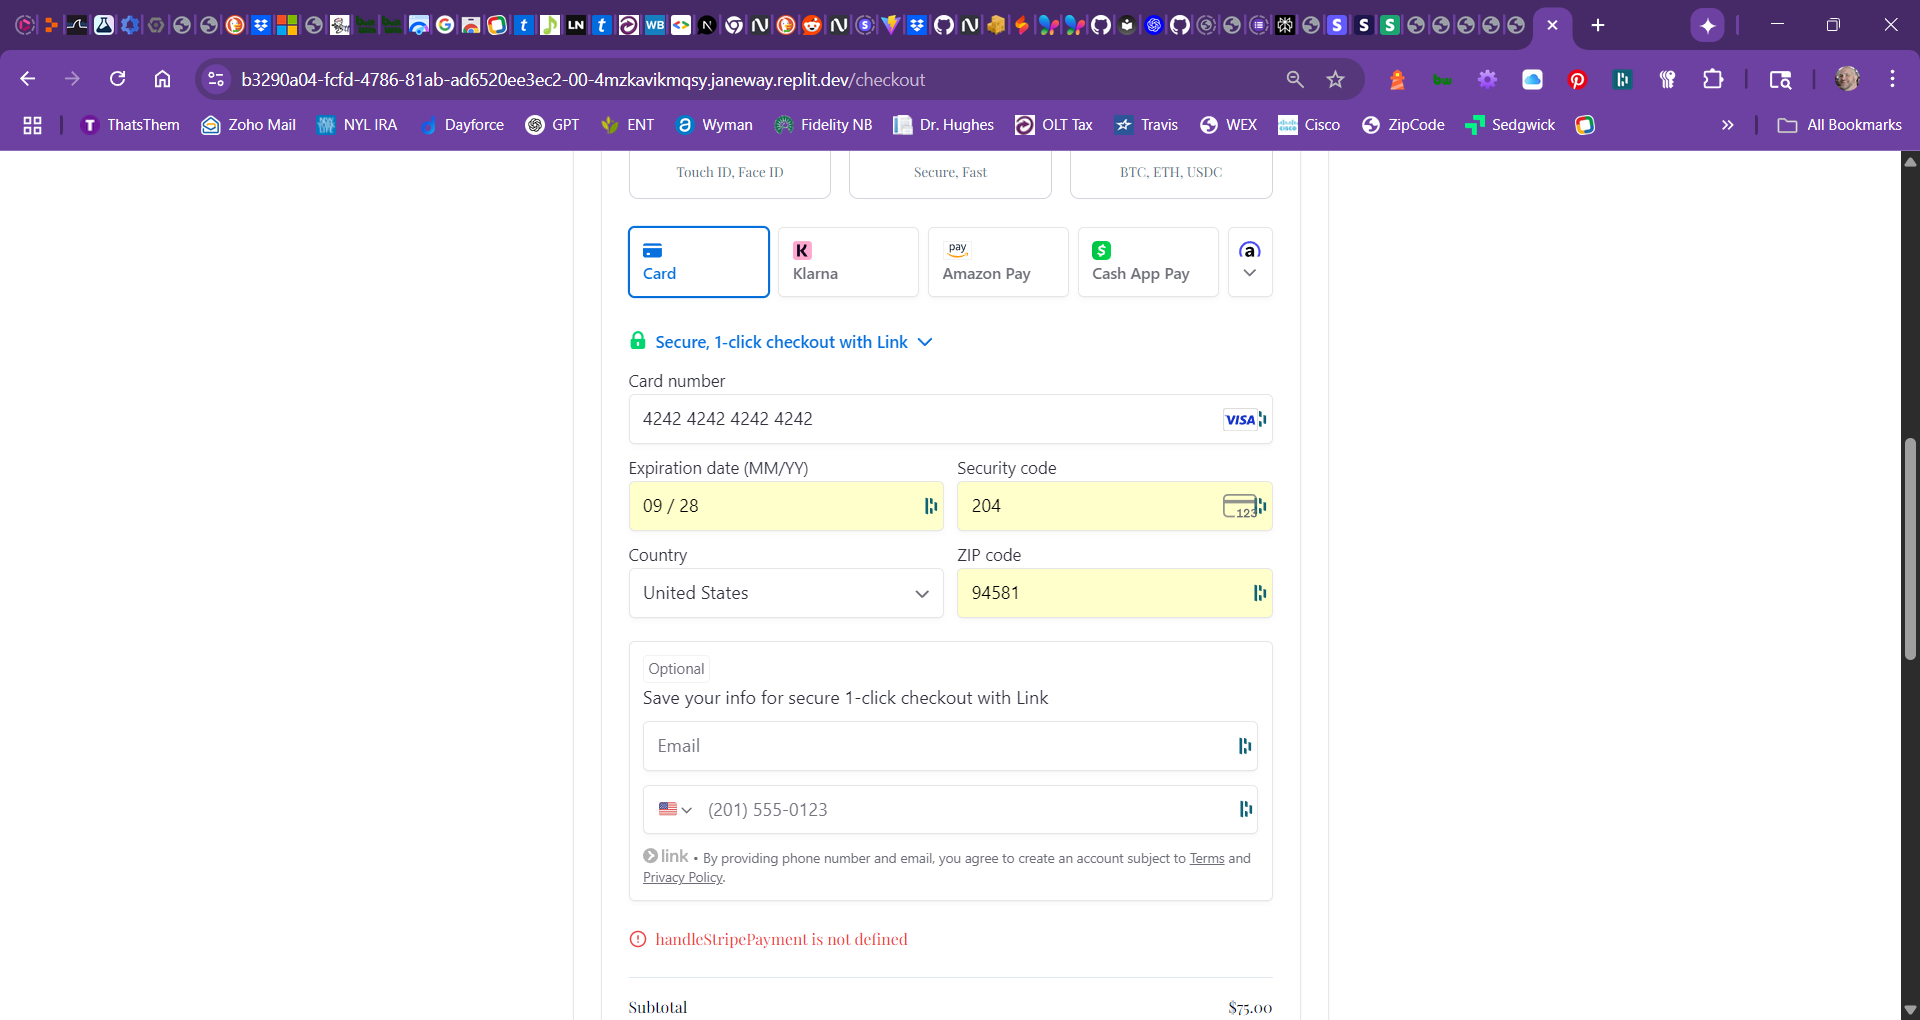 b3290a04-fcfd-4786-81ab-ad6520ee3ec2-00-4mzkavikmqsy.janeway.replit.dev/checkout
ThatsThem
Zoho Mail
NYL IRA
Dayforce
GPT
ENT
Wyman
Fidelity NB
Dr. Hughes
OLT Tax
Travis
WEX
Cisco
ZipCode
Sedgwick
All Bookmarks
Touch ID, Face ID
Secure, Fast
BTC, ETH, USDC
Card
K
Klarna
pay
Amazon Pay
$
Cash App Pay
a
Secure, 1-click checkout with Link
Card number
4242 4242 4242 4242
VISA
Expiration date (MM/YY)
Security code
09 / 28
204
123
Country
ZIP code
United States
94581
Optional
Save your info for secure 1-click checkout with Link
Email
(201) 555-0123
link • By providing phone number and email, you agree to create an account subject to Terms and
Privacy Policy.
handleStripePayment is not defined
Subtotal
$75.00